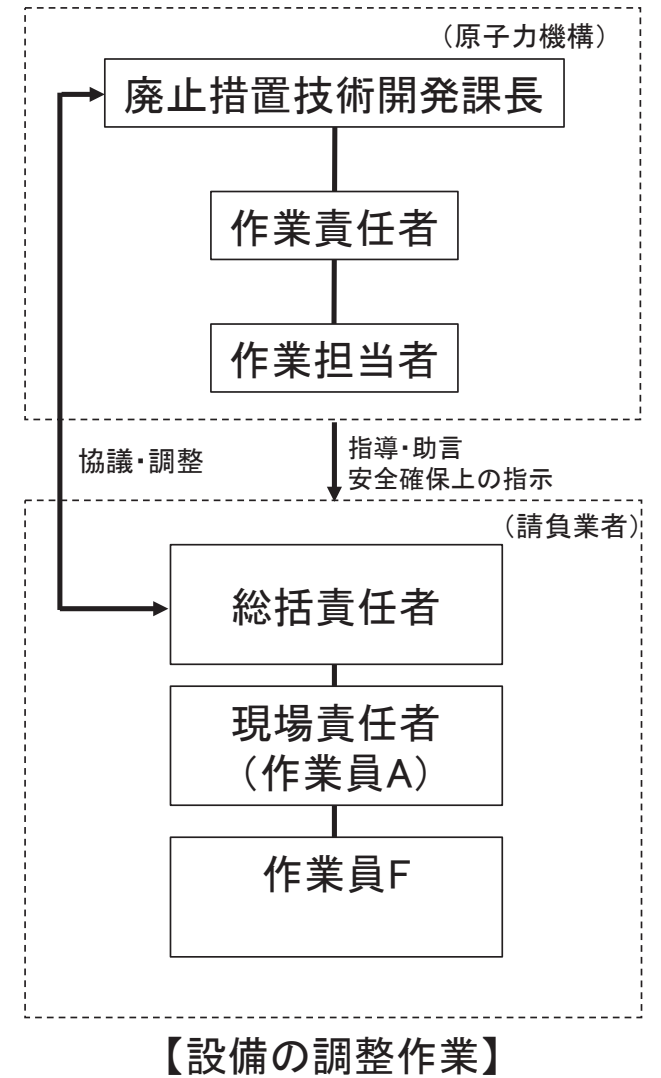 （原子力機構）
廃止措置技術開発課長
作業責任者
作業担当者
協議・調整
指導・助言
安全確保上の指示
（請負業者）
総括責任者
現場責任者
（作業員A）
作業員F
【設備の調整作業】